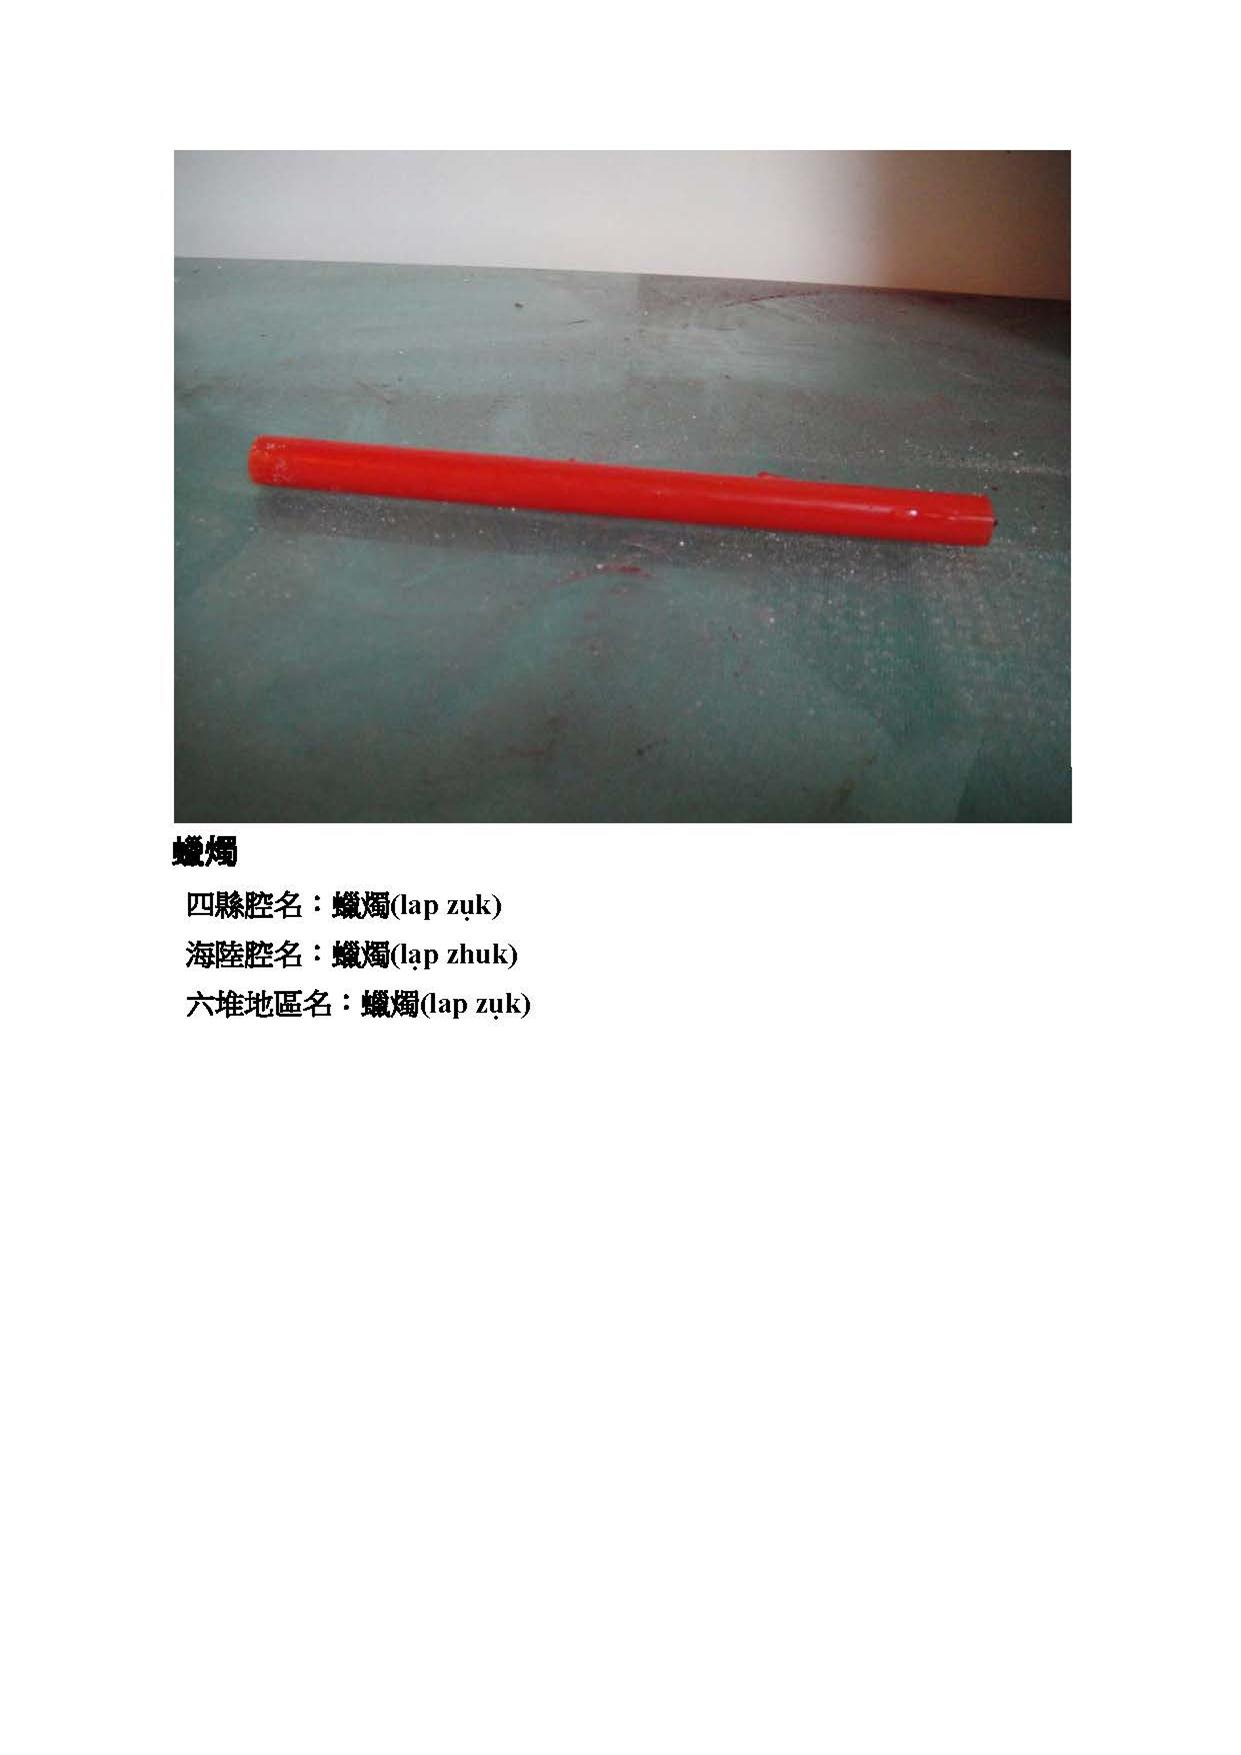 蠟燭
四縣腔名：蠟燭(lap zụk)
海陸腔名：蠟燭(lạp zhuk)
六堆地區名：蠟燭(lap zụk)